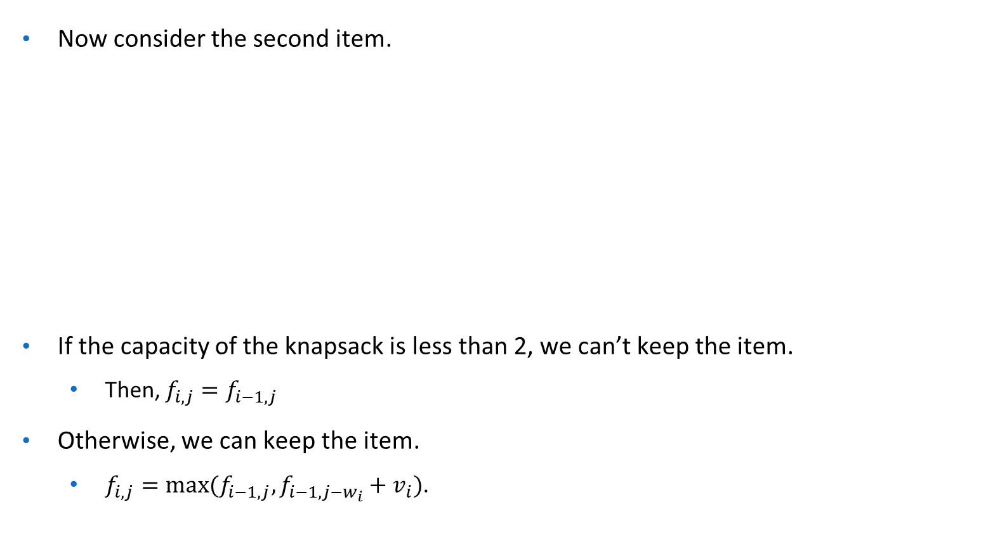 • Now consider the second item.
• If the capacity of the knapsack is less than 2, we can’t keep the item.
• Then, $f_{i,j} = f_{i-1,j}$
• Otherwise, we can keep the item.
• $f_{i,j} = \max(f_{i-1,j}, f_{i-1,j-w_i} + v_i)$.